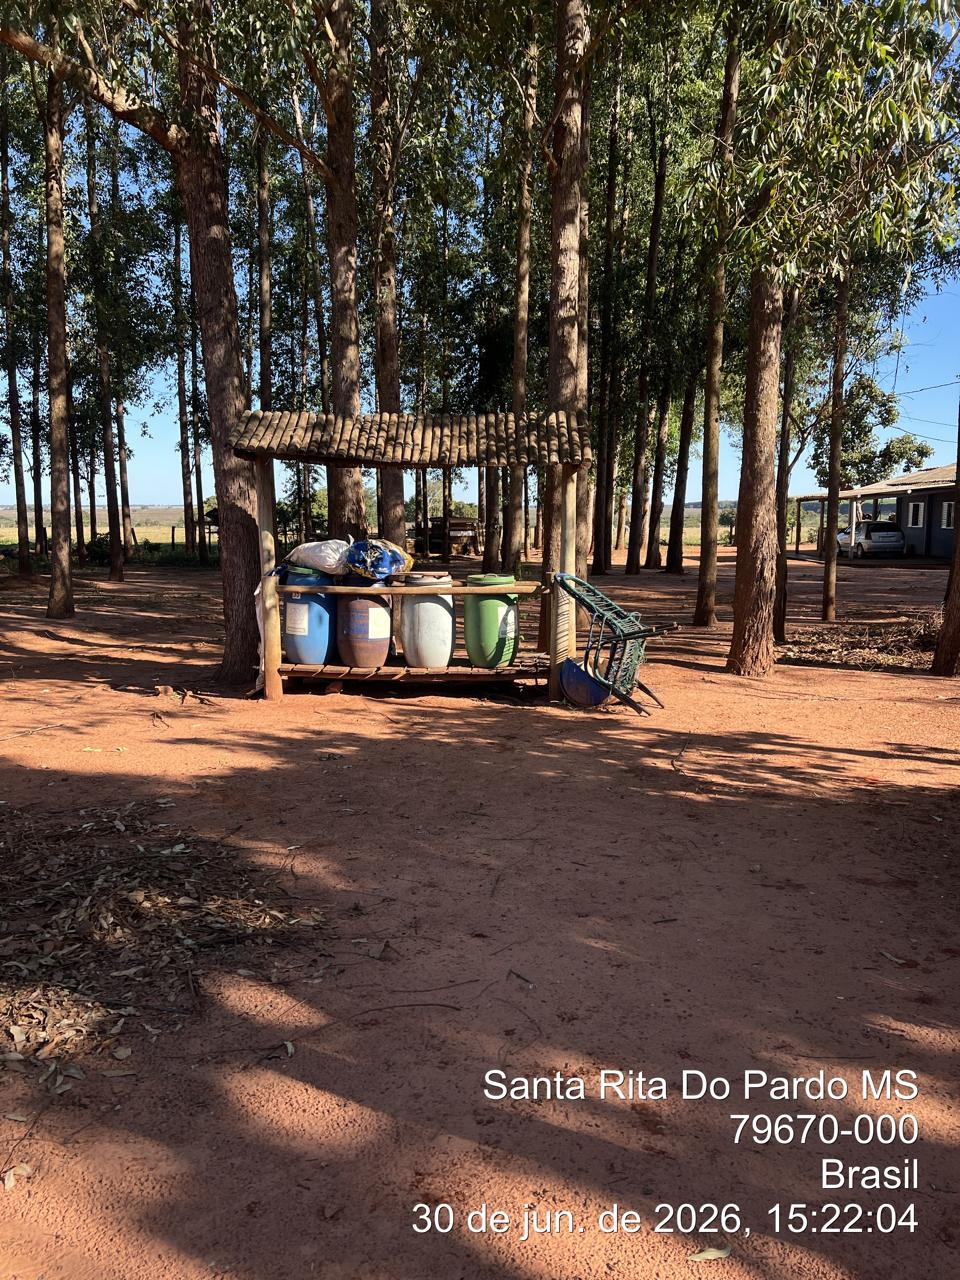 Santa Rita Do Pardo MS
79670-000
Brasil
30 de jun. de 2026, 15:22:04